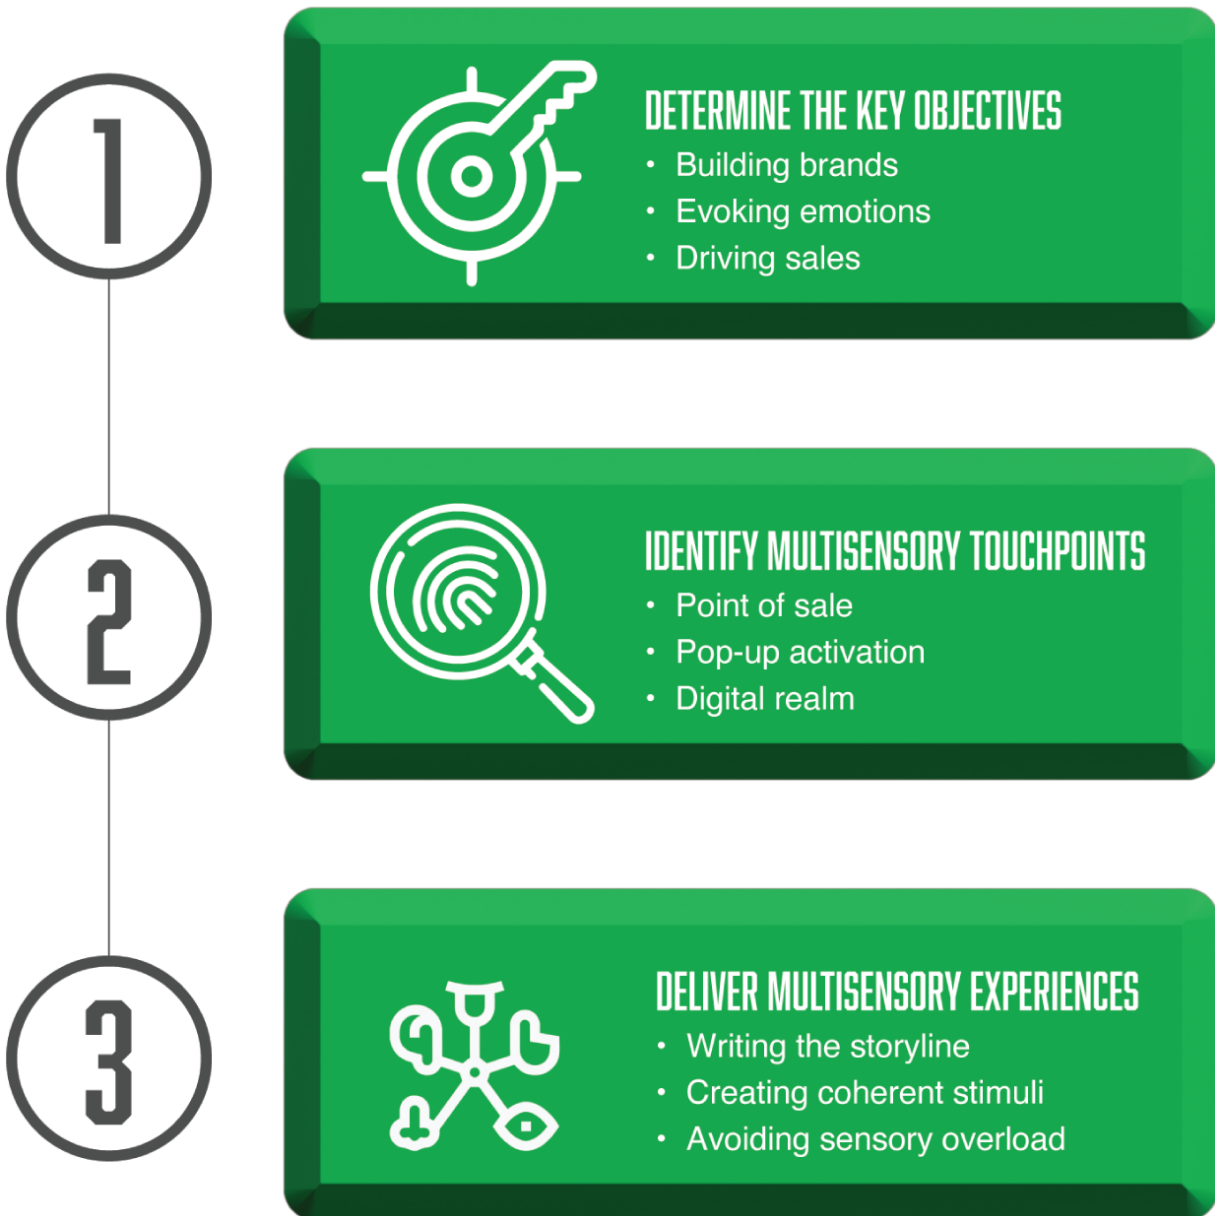 1
DETERMINE THE KEY OBJECTIVES
• Building brands
• Evoking emotions
• Driving sales
2
IDENTIFY MULTISENSORY TOUCHPOINTS
• Point of sale
• Pop-up activation
• Digital realm
3
DELIVER MULTISENSORY EXPERIENCES
• Writing the storyline
• Creating coherent stimuli
• Avoiding sensory overload